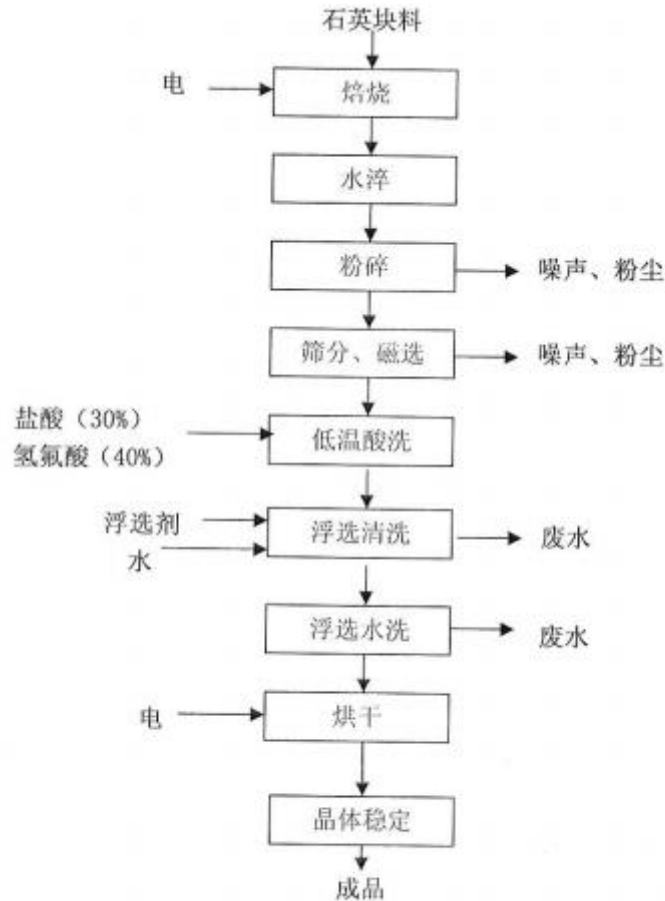 石英块料
电
焙烧
水淬
粉碎
噪声、粉尘
筛分、磁选
噪声、粉尘
盐酸（30%）
氢氟酸（40%）
低温酸洗
浮选剂
水
浮选清洗
废水
浮选水洗
废水
电
烘干
晶体稳定
成品